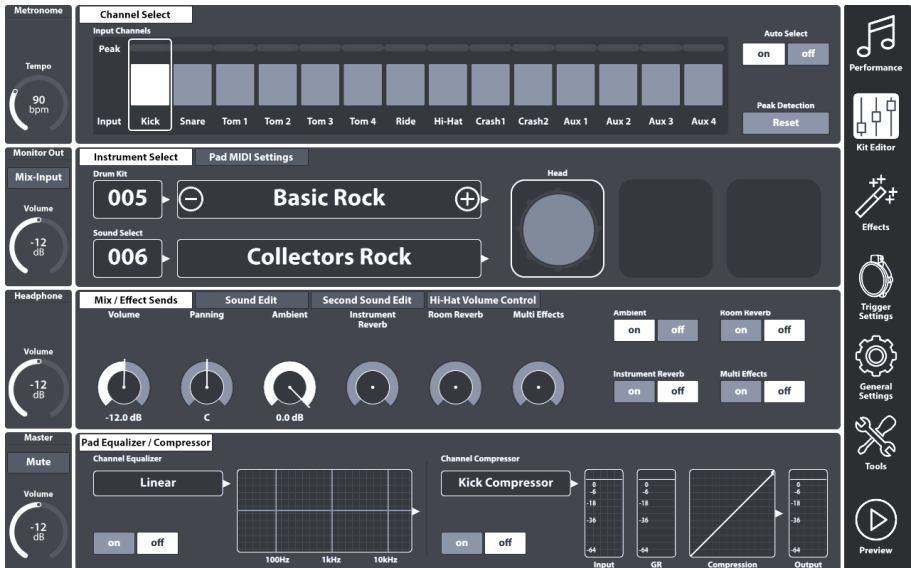 Metronome
Tempo
90
bpm
Monitor Out
Mix-Input
Volume
-12
dB
Headphone
Volume
-12
dB
Master
Mute
Volume
-12
dB
Channel Select
Input Channels
Peak
Input Kick Snare Tom 1 Tom 2 Tom 3 Tom 4 Ride Hi-Hat Crash1 Crash2 Aux 1 Aux 2 Aux 3 Aux 4
Auto Select
on off
Peak Detection
Reset
Instrument Select Pad MIDI Settings
Drum Kit
005 Basic Rock
Sound Select
006 Collectors Rock
Head
Mix / Effect Sends Sound Edit Second Sound Edit Hi-Hat Volume Control
Volume Panning Ambient Instrument Reverb Room Reverb Multi Effects
-12.0 dB C 0.0 dB
Ambient Room Reverb
on off on off
Instrument Reverb Multi Effects
on off on off
Pad Equalizer / Compressor
Channel Equalizer
Linear
on off
100Hz 1kHz 10kHz
Channel Compressor
Kick Compressor
on off
0
-6
-18
-36
-64
Input
0
-6
-18
-36
-64
GR
Compression
0
-6
-18
-36
-64
Output
Performance
Kit Editor
Effects
Trigger
Settings
General
Settings
Tools
Preview